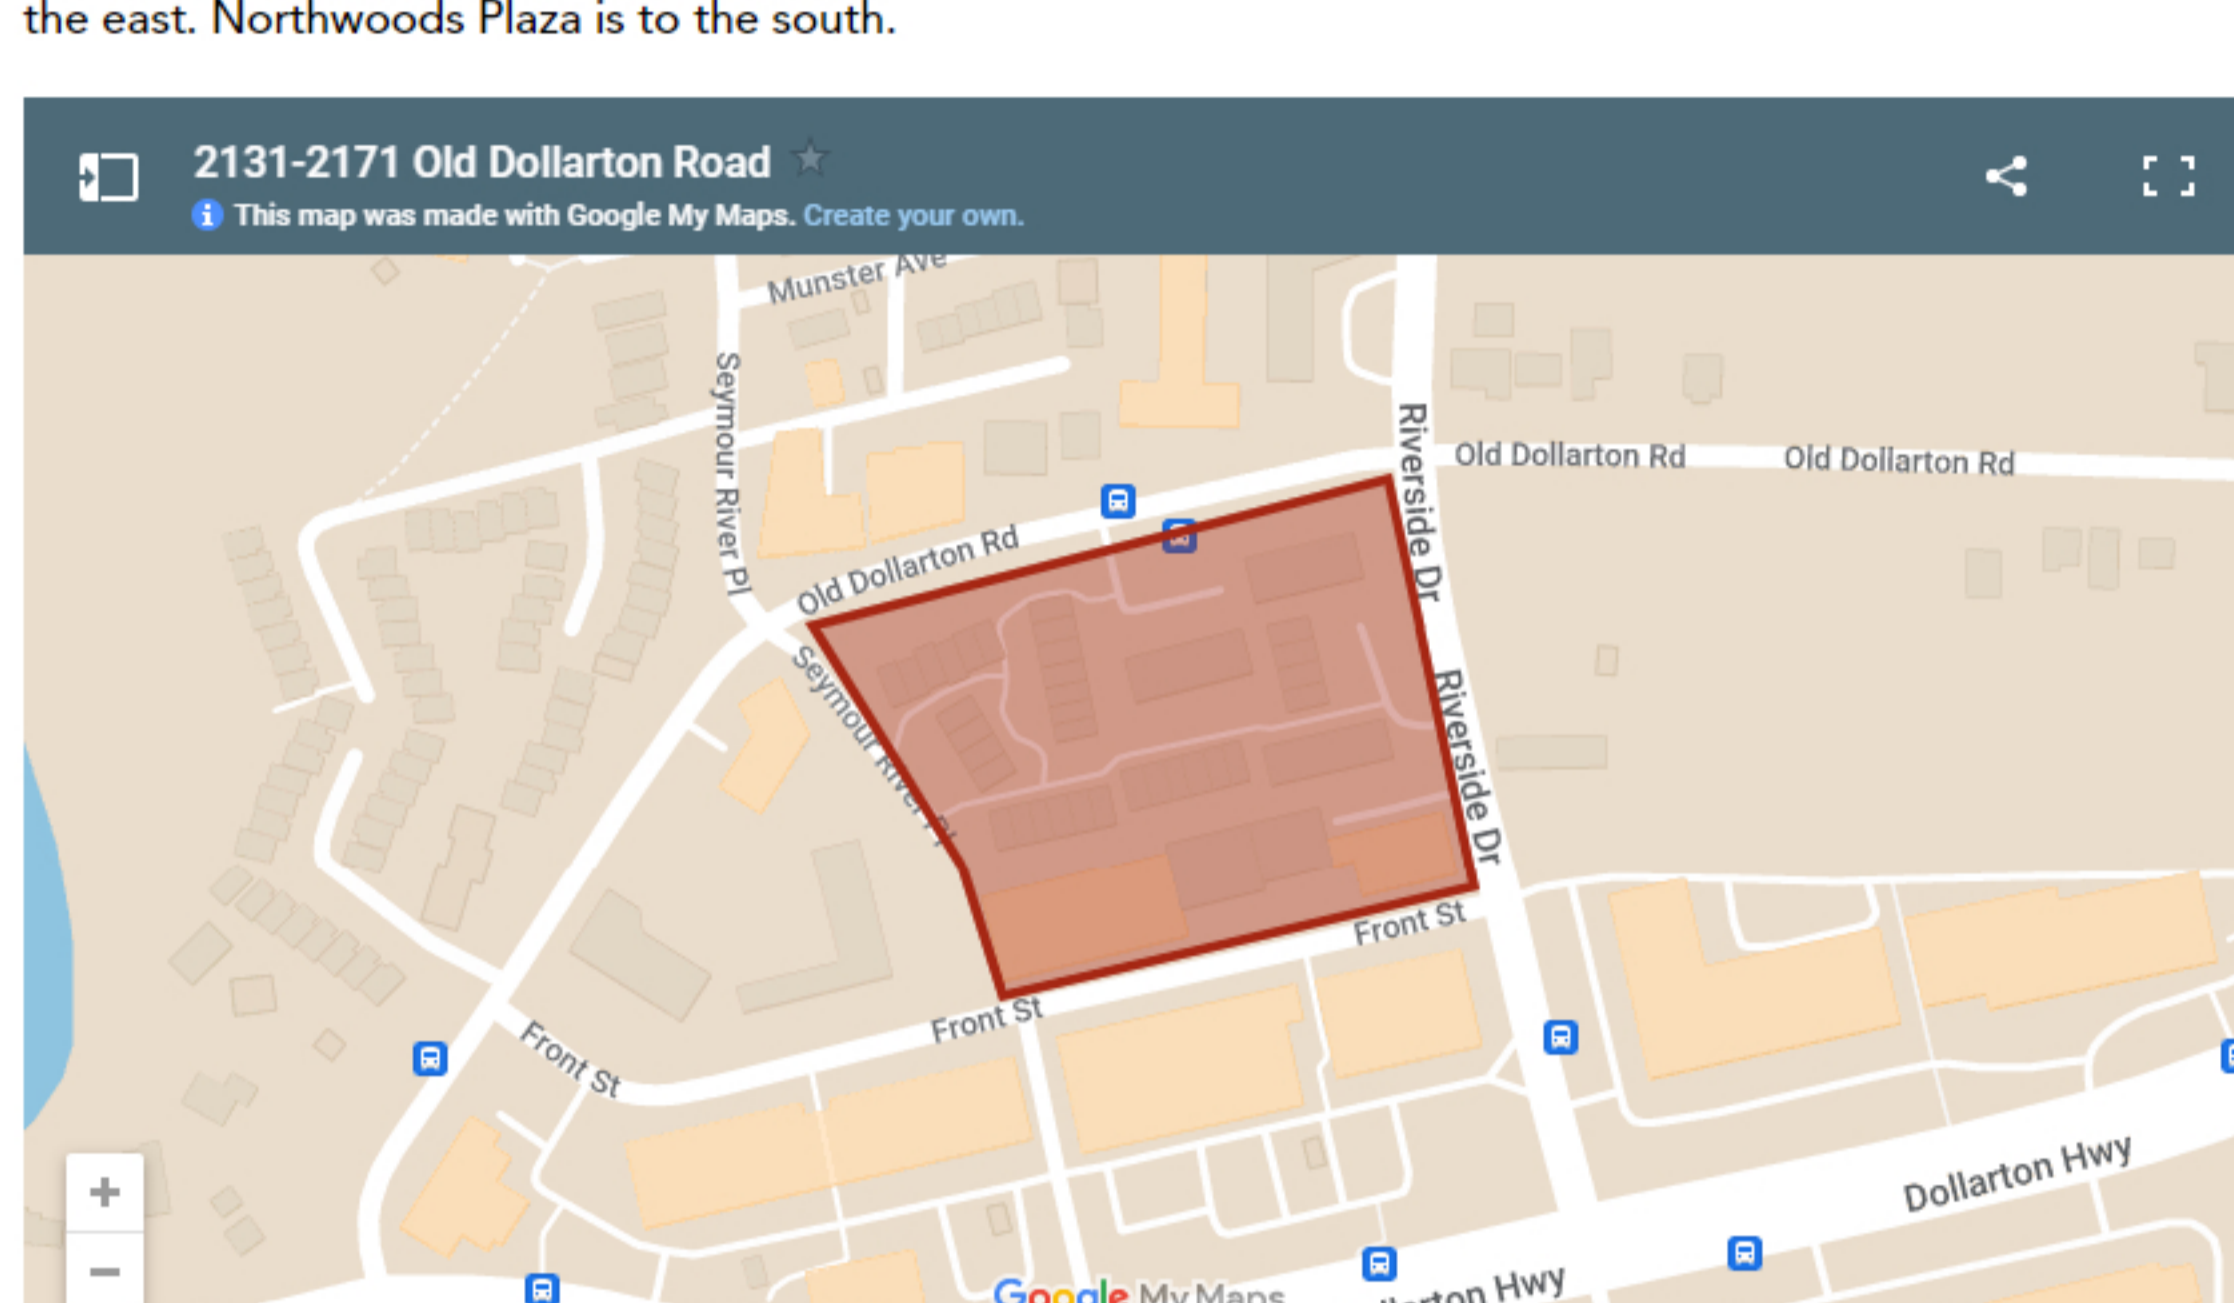 the east. Northwoods Plaza is to the south.
2131-2171 Old Dollarton Road
This map was made with Google My Maps. Create your own.
Munster Ave
Seymour River Pl
Riverside Dr
Old Dollarton Rd
Old Dollarton Rd
Old Dollarton Rd
Seymour River Pl
Riverside Dr
Front St
Front St
Front St
Dollarton Hwy
llarton Hwy
Google My Maps
+
−